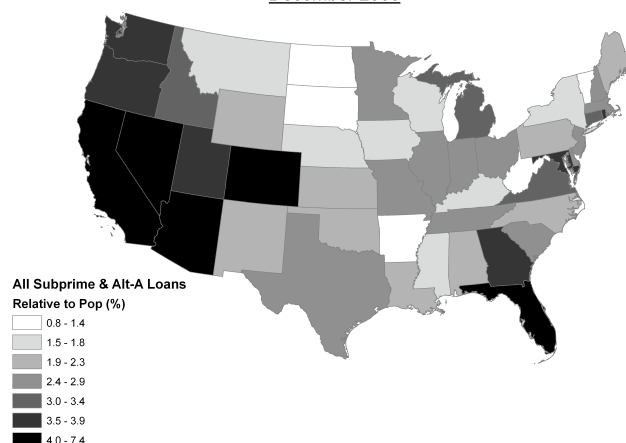 All Subprime & Alt-A Loans
Relative to Pop (%)
0.8 - 1.4
1.5 - 1.8
1.9 - 2.3
2.4 - 2.9
3.0 - 3.4
3.5 - 3.9
4.0 - 7.4